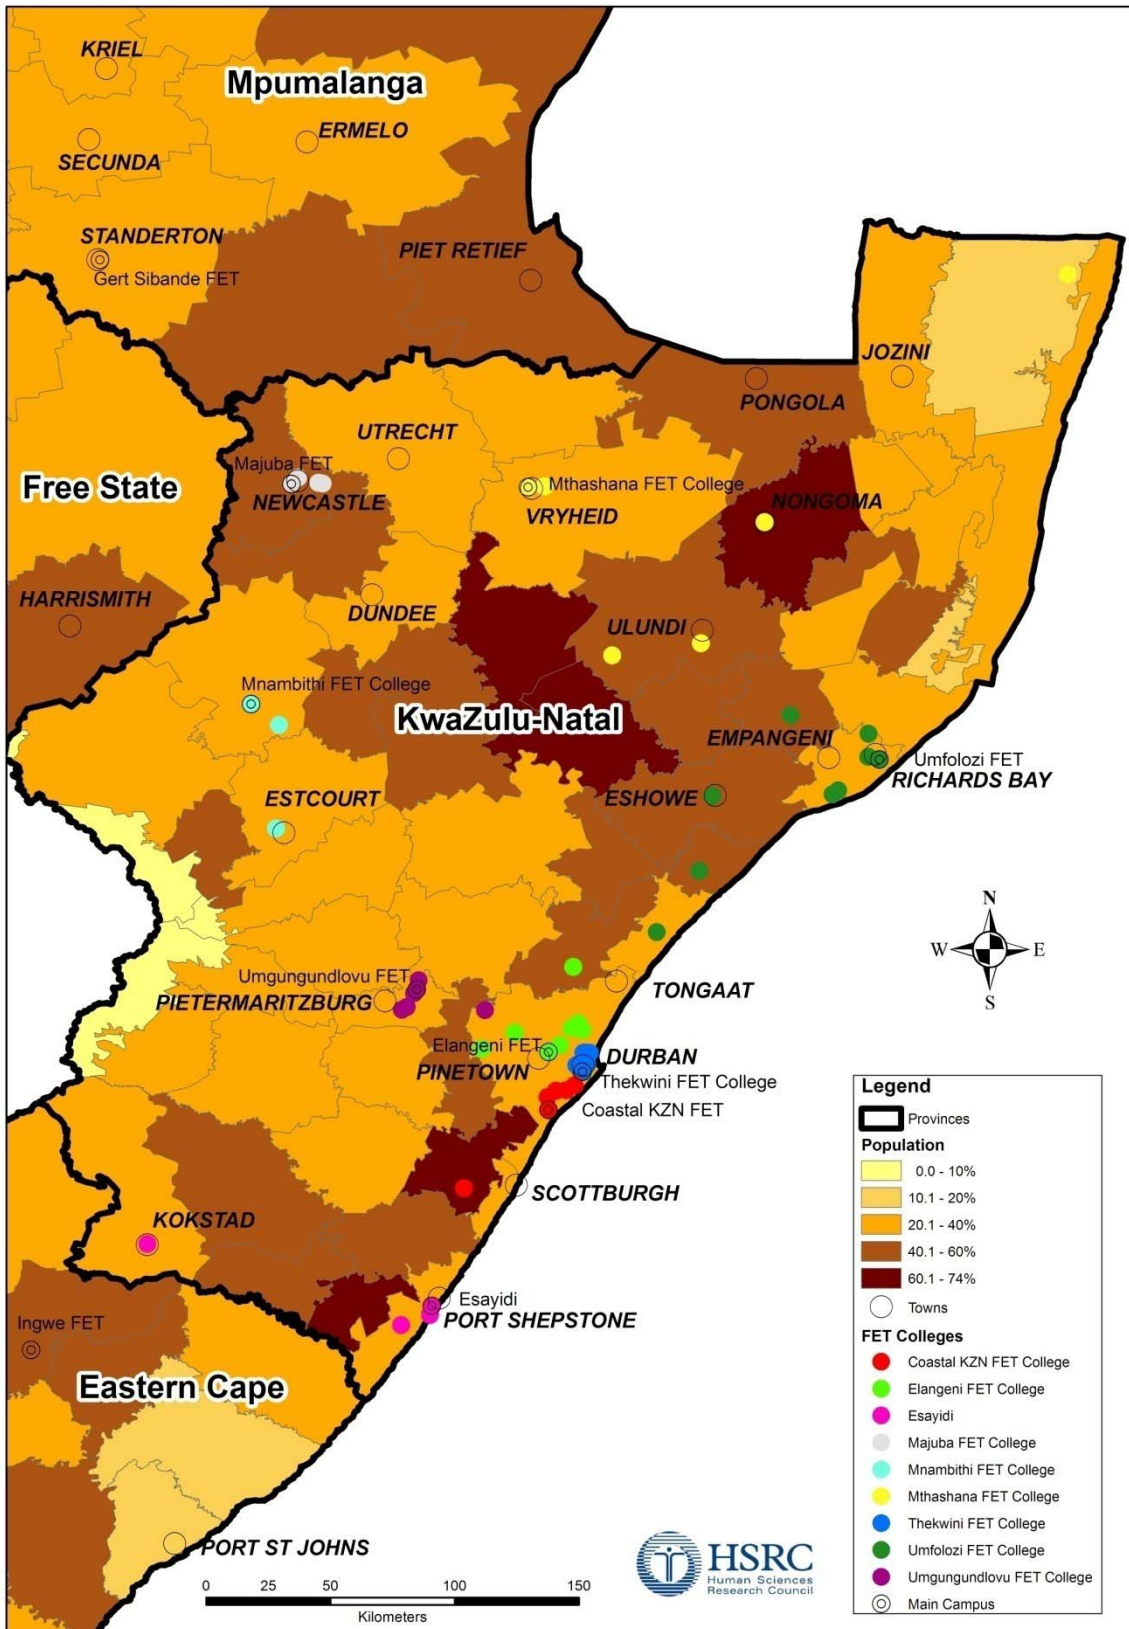 KRIEL
Mpumalanga
ERMELO
SECUNDA
STANDERTON
Gert Sibande FET
PIET RETIEF
JOZINI
PONGOLA
UTRECHT
Majuba FET
NEWCASTLE
Free State
Mthashana FET College
VRYHEID
NONGOMA
HARRISMITH
DUNDEE
ULUNDI
Mnambithi FET College
KwaZulu-Natal
EMPANGENI
Umfolozi FET
RICHARDS BAY
ESTCOURT
ESHOWE
N
W
E
S
Umgungundlovu FET
PIETERMARITZBURG
TONGAAT
Elangeni FET
PINETOWN
DURBAN
Thekwini FET College
Coastal KZN FET
SCOTTBURGH
KOKSTAD
Esayidi
PORT SHEPSTONE
Ingwe FET
Eastern Cape
PORT ST JOHNS
Legend
Provinces
Population
0.0 - 10%
10.1 - 20%
20.1 - 40%
40.1 - 60%
60.1 - 74%
Towns
FET Colleges
Coastal KZN FET College
Elangeni FET College
Esayidi
Majuba FET College
Mnambithi FET College
Mthashana FET College
Thekwini FET College
Umfolozi FET College
Umgungundlovu FET College
Main Campus
HSRC
Human Sciences
Research Council
0 25 50 100 150
Kilometers